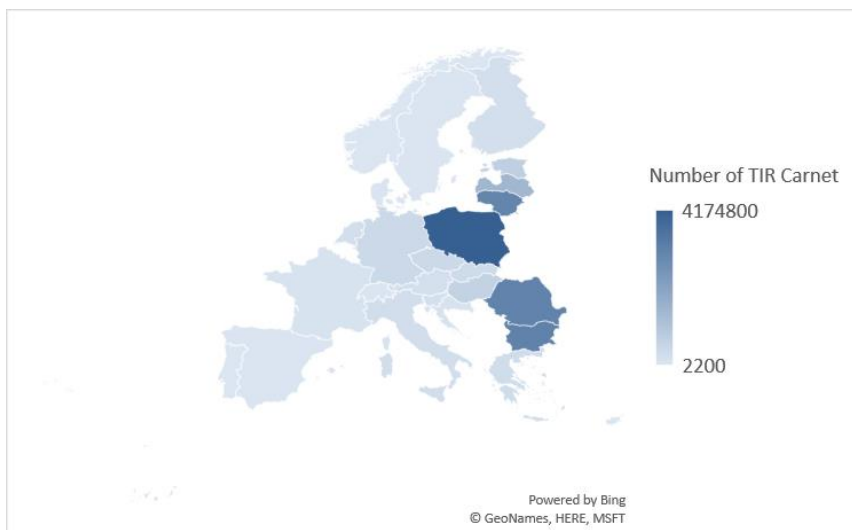 Number of TIR Carnet
4174800
2200
Powered by Bing
© GeoNames, HERE, MSFT